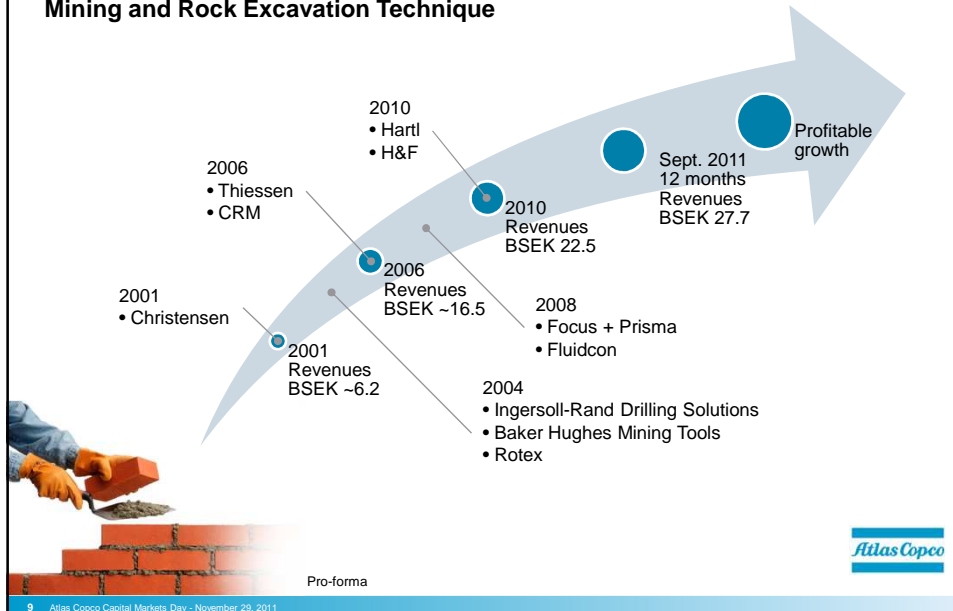 Mining and Rock Excavation Technique
2010
• Hartl
• H&F
2006
• Thiessen
• CRM
2001
• Christensen
2001
Revenues
BSEK ~6.2
2006
Revenues
BSEK ~16.5
2010
Revenues
BSEK 22.5
Sept. 2011
12 months
Revenues
BSEK 27.7
Profitable
growth
2008
• Focus + Prisma
• Fluidcon
2004
• Ingersoll-Rand Drilling Solutions
• Baker Hughes Mining Tools
• Rotex
Pro-forma
Atlas Copco
9 Atlas Copco Capital Markets Day - November 29, 2011